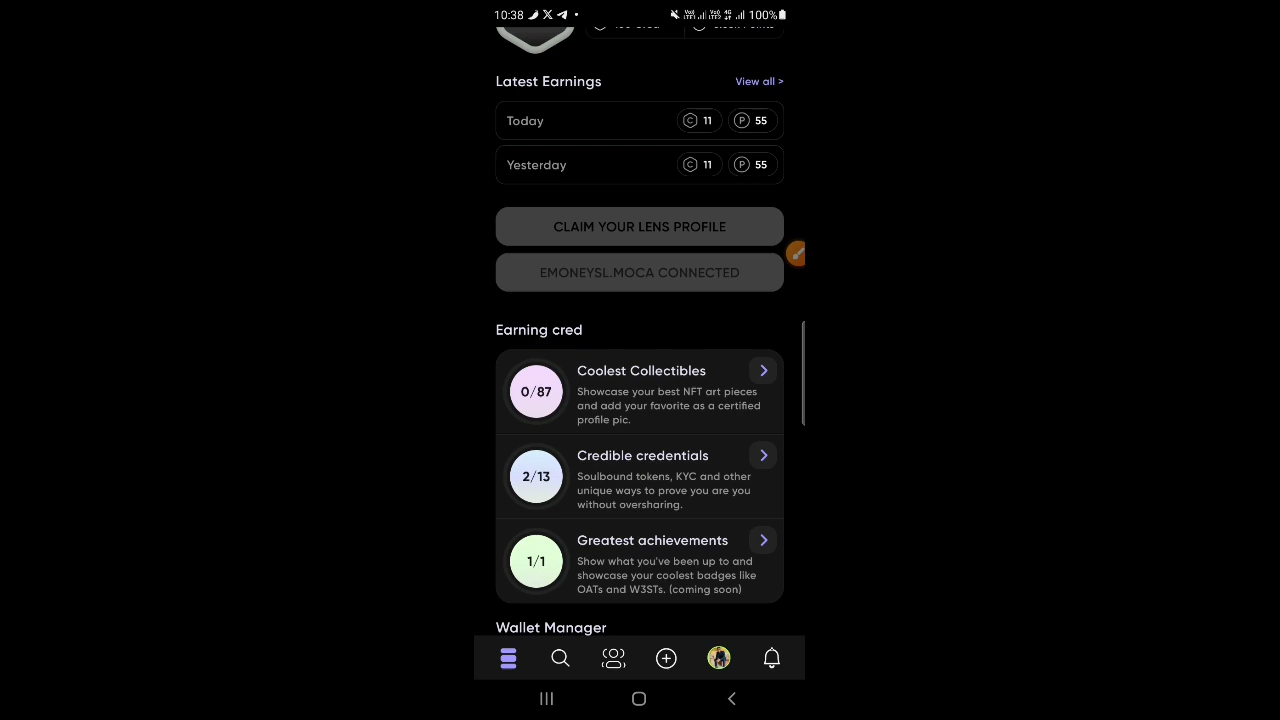 10:38
100%
Latest Earnings
View all >
Today
C 11
P 55
Yesterday
C 11
P 55
CLAIM YOUR LENS PROFILE
EMONEYSL.MOCA CONNECTED
Earning cred
0/87
Coolest Collectibles
Showcase your best NFT art pieces
and add your favorite as a certified
profile pic.
2/13
Credible credentials
Soulbound tokens, KYC and other
unique ways to prove you are you
without oversharing.
1/1
Greatest achievements
Show what you've been up to and
showcase your coolest badges like
OATs and W3STs. (coming soon)
Wallet Manager